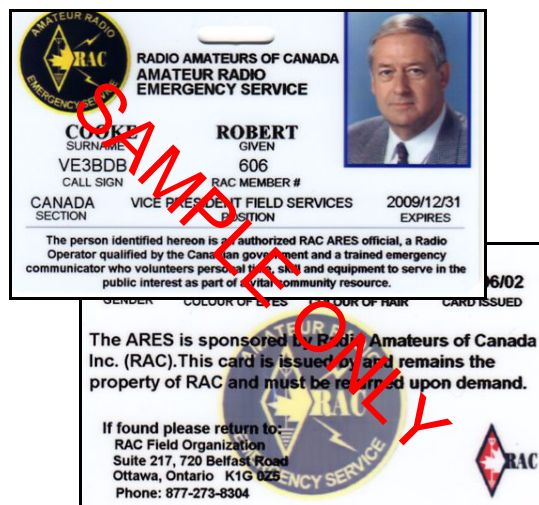 AMATEUR RADIO
RAC
EMERGENCY SERVICE
RADIO AMATEURS OF CANADA
AMATEUR RADIO
EMERGENCY SERVICE
COOKE ROBERT
SURNAME GIVEN
VE3BDB 606
CALL SIGN RAC MEMBER #
CANADA VICE PRESIDENT FIELD SERVICES 2009/12/31
SECTION POSITION EXPIRES
The person identified hereon is an authorized RAC ARES official, a Radio
Operator qualified by the Canadian government and a trained emergency
communicator who volunteers personal time, skill and equipment to serve in the
public interest as part of a vital community resource.
SAMPLE ONLY
06/02
GENDER COLOUR OF EYES COLOUR OF HAIR CARD ISSUED
The ARES is sponsored by Radio Amateurs of Canada
Inc. (RAC).This card is issued by and remains the
property of RAC and must be returned upon demand.
AMATEUR RADIO
RAC
EMERGENCY SERVICE
If found please return to:
RAC Field Organization
Suite 217, 720 Belfast Road
Ottawa, Ontario K1G 0Z5
Phone: 877-273-8304
RAC